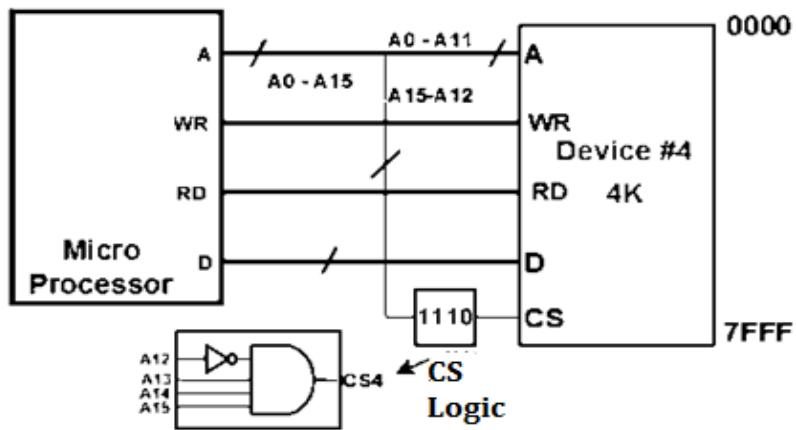 0000
A
A0 - A11
A
A0 - A15
A15-A12
WR
WR
Device #4
RD
RD
4K
Micro
Processor
D
D
1110
CS
7FFF
A12
A13
A14
A15
CS4
CS
Logic